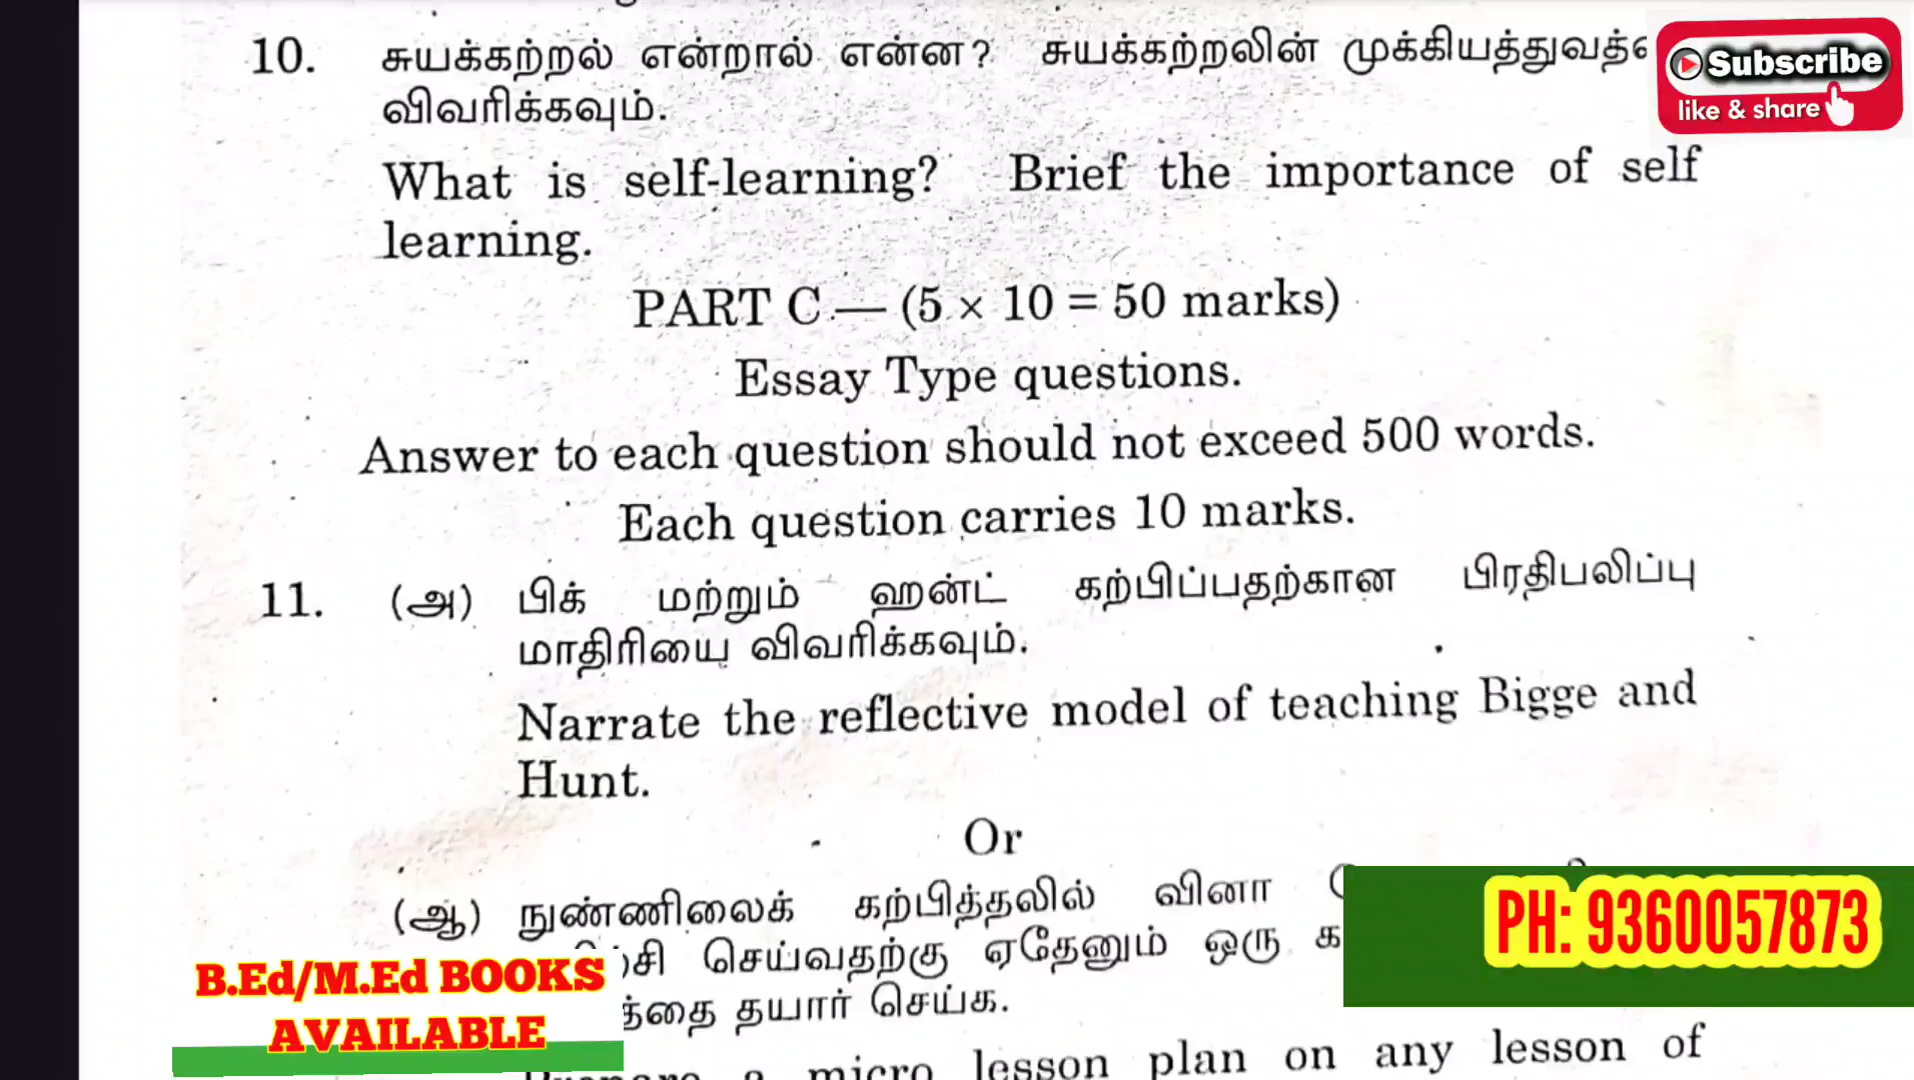 10. சுயக்கற்றல் என்றால் என்ன? சுயக்கற்றலின்
விவரிக்கவும்.
What is self-learning? Brief the importance of self
learning.
PART C — (5 × 10 = 50 marks)
Essay Type questions.
Answer to each question should not exceed 500 words.
Each question carries 10 marks.
11. (அ) பிக் மற்றும் ஹன்ட் கற்பிப்பதற்கான பிரதிபலிப்பு
மாதிரியை விவரிக்கவும்.
Narrate the reflective model of teaching Bigge and
Hunt.
Or
(ஆ) நுண்ணிலைக் கற்பித்தலில் வினா
செய்வதற்கு ஏதேனும் ஒரு
தயார் செய்க.
Prepare a micro lesson plan on any lesson of
Subscribe
like & share
PH: 9360057873
B.Ed/M.Ed BOOKS
AVAILABLE